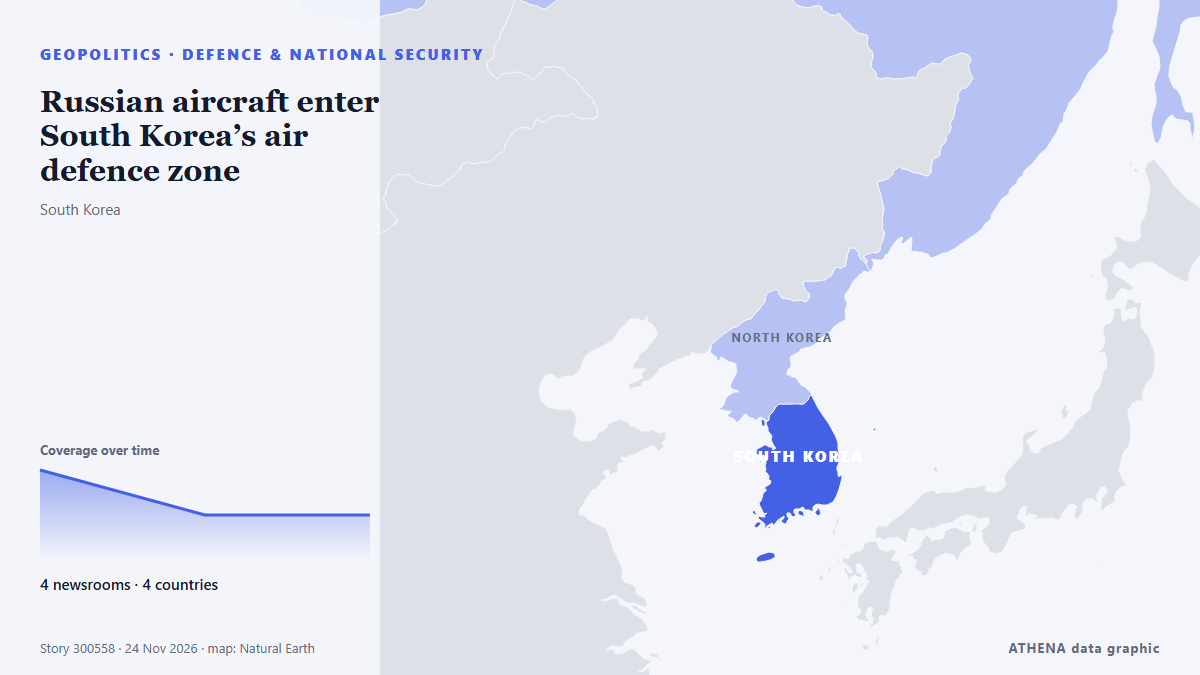 GEOPOLITICS · DEFENCE & NATIONAL SECURITY
Russian aircraft enter
South Korea’s air
defence zone
South Korea
NORTH KOREA
SOUTH KOREA
Coverage over time
4 newsrooms · 4 countries
Story 300558 · 24 Nov 2026 · map: Natural Earth
ATHENA data graphic